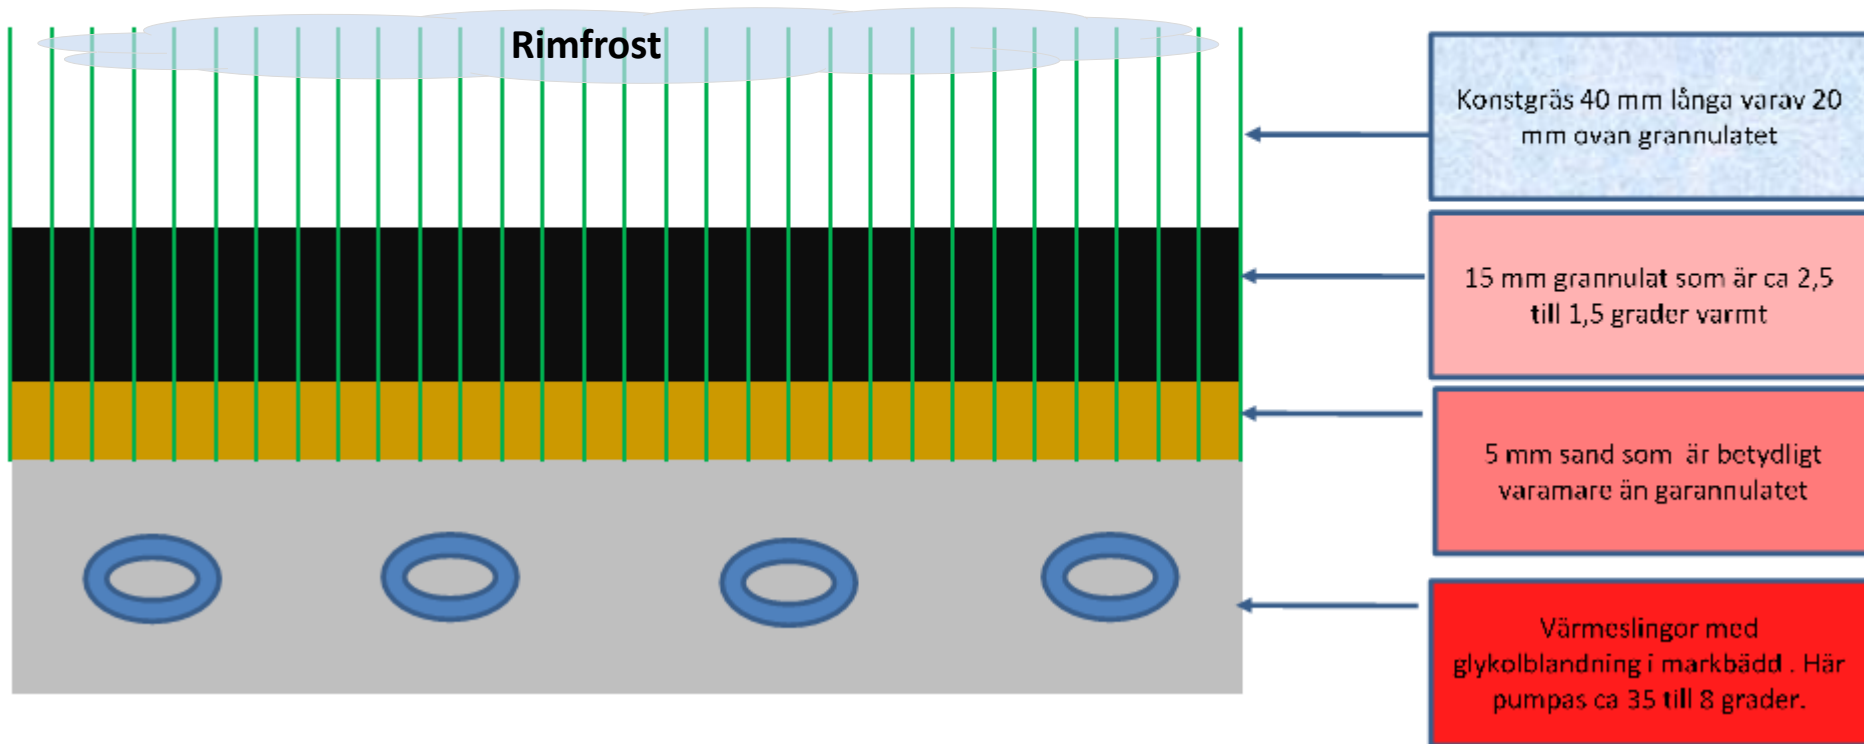 Rimfrost
Konstgräs 40 mm långa varav 20
mm ovan grannulatet
15 mm grannulat som är ca 2,5
till 1,5 grader varmt
5 mm sand som är betydligt
varamare än garannulatet
Värmeslingor med
glykolblandning i markbädd . Här
pumpas ca 35 till 8 grader.